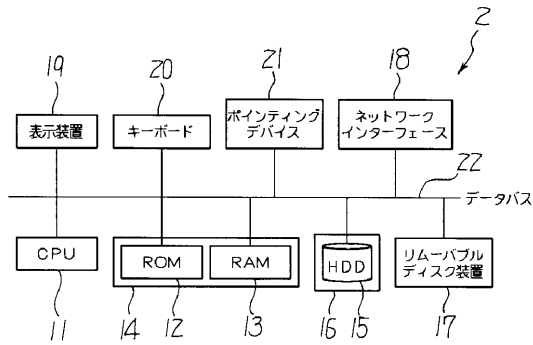 2
19
20
21
18
表示装置
キーボード
ポインティング
デバイス
ネットワーク
インターフェース
22
データバス
CPU
ROM
RAM
HDD
リムーバブル
ディスク装置
11
14
12
13
16
15
17